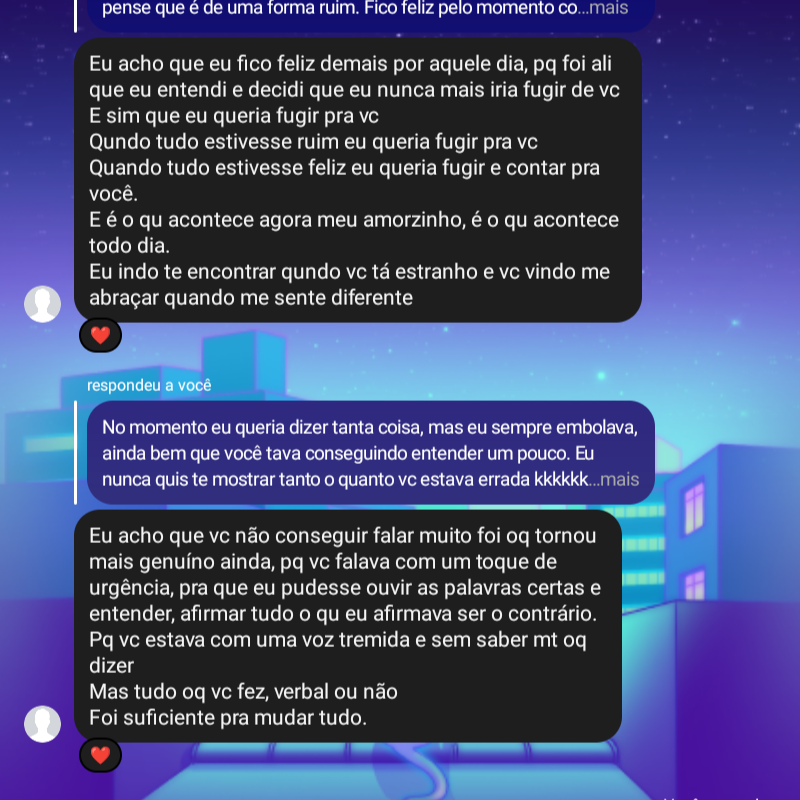 pense que é de uma forma ruim. Fico feliz pelo momento co...mais
Eu acho que eu fico feliz demais por aquele dia, pq foi ali
que eu entendi e decidi que eu nunca mais iria fugir de vc
E sim que eu queria fugir pra vc
Qundo tudo estivesse ruim eu queria fugir pra vc
Quando tudo estivesse feliz eu queria fugir e contar pra
você.
E é o qu acontece agora meu amorzinho, é o qu acontece
todo dia.
Eu indo te encontrar qundo vc tá estranho e vc vindo me
abraçar quando me sente diferente
respondeu a você
No momento eu queria dizer tanta coisa, mas eu sempre embolava,
ainda bem que você tava conseguindo entender um pouco. Eu
nunca quis te mostrar tanto o quanto vc estava errada kkkkkk...mais
Eu acho que vc não conseguir falar muito foi oq tornou
mais genuíno ainda, pq vc falava com um toque de
urgência, pra que eu pudesse ouvir as palavras certas e
entender, afirmar tudo o qu eu afirmava ser o contrário.
Pq vc estava com uma voz tremida e sem saber mt oq
dizer
Mas tudo oq vc fez, verbal ou não
Foi suficiente pra mudar tudo.